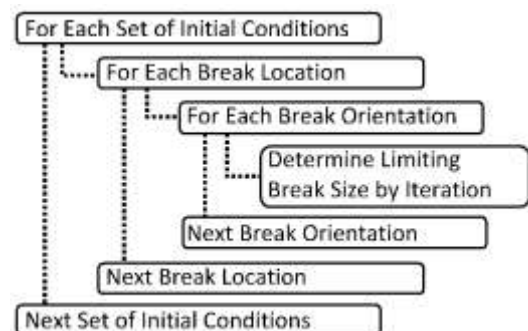 For Each Set of Initial Conditions
For Each Break Location
For Each Break Orientation
Determine Limiting
Break Size by Iteration
Next Break Orientation
Next Break Location
Next Set of Initial Conditions